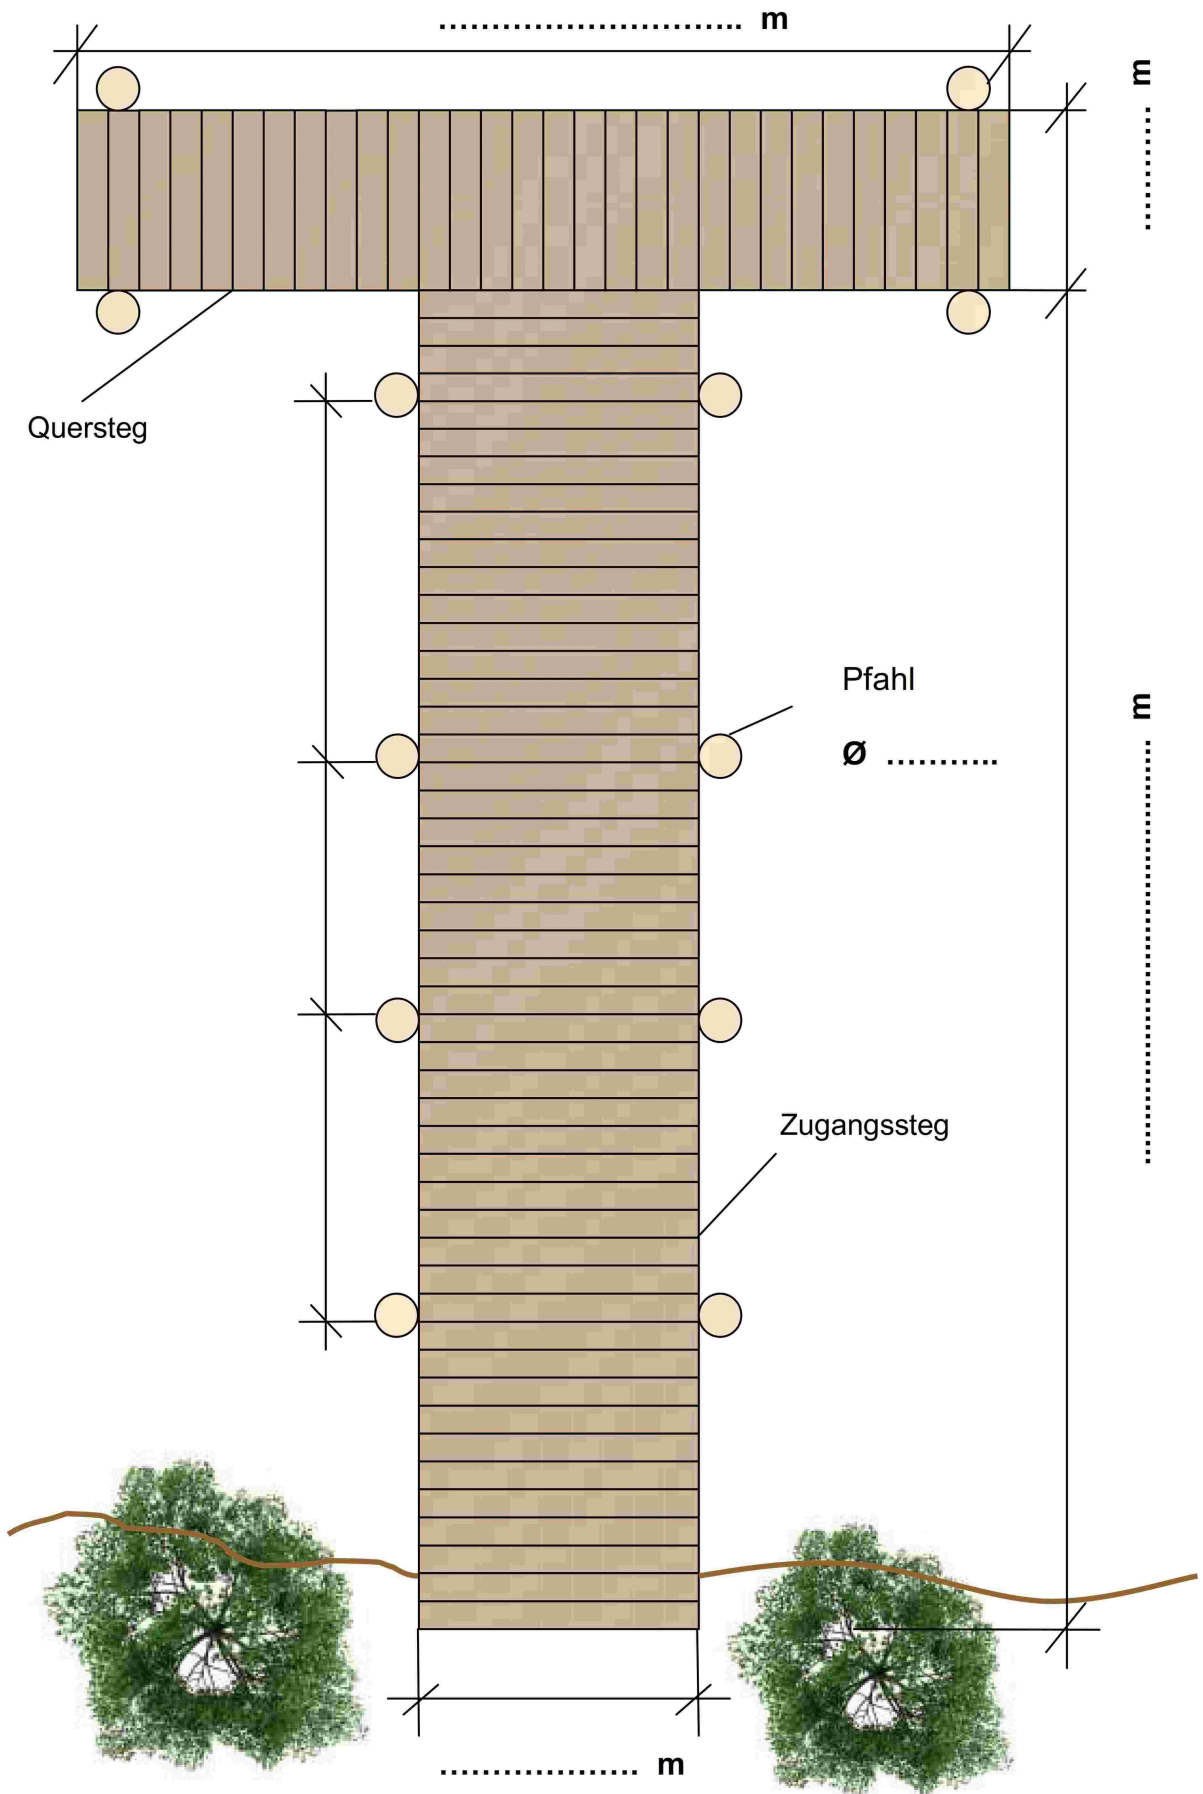 ............................. m
............ m
Quersteg
Pfahl
Ø ...........
............................................ m
Zugangssteg
................... m